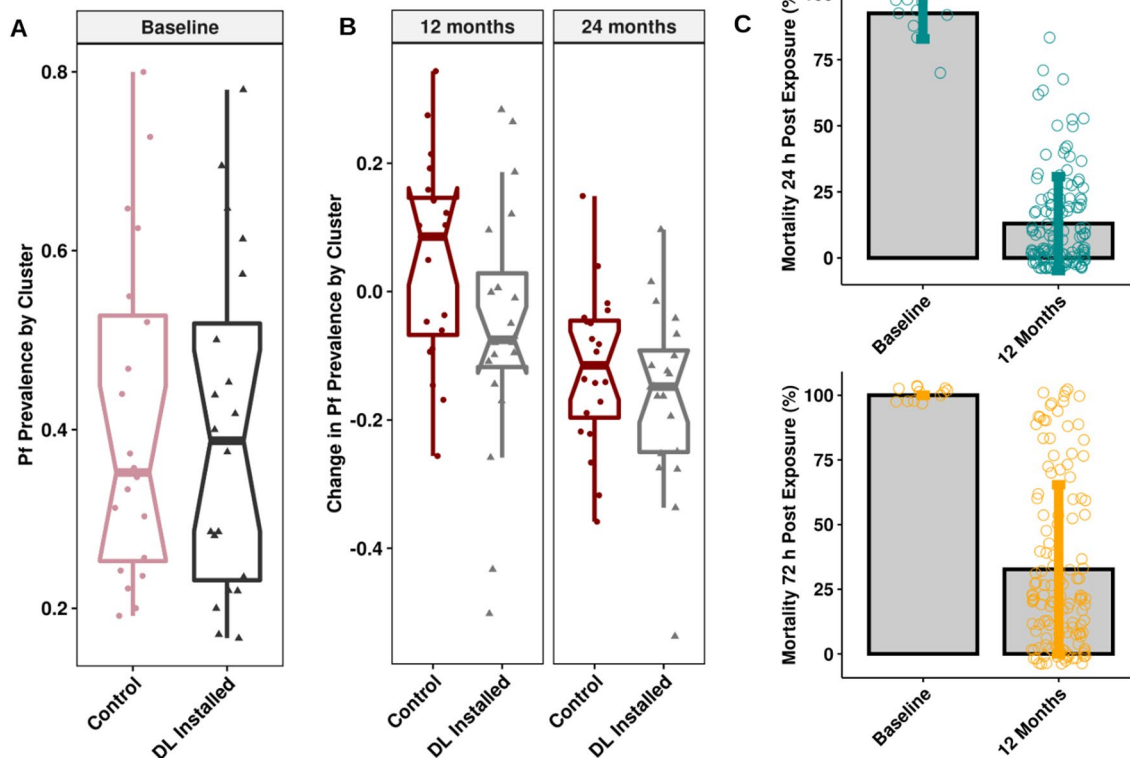 A
Baseline
Pf Prevalence by Cluster
0.8
0.6
0.4
0.2
Control
DL Installed
B
12 months
24 months
Change in Pf Prevalence by Cluster
0.2
0.0
-0.2
-0.4
Control
DL Installed
Control
DL Installed
C
Mortality 24 h Post Exposure (%)
75
50
25
0
Baseline
12 Months
Mortality 72 h Post Exposure (%)
100
75
50
25
0
Baseline
12 Months